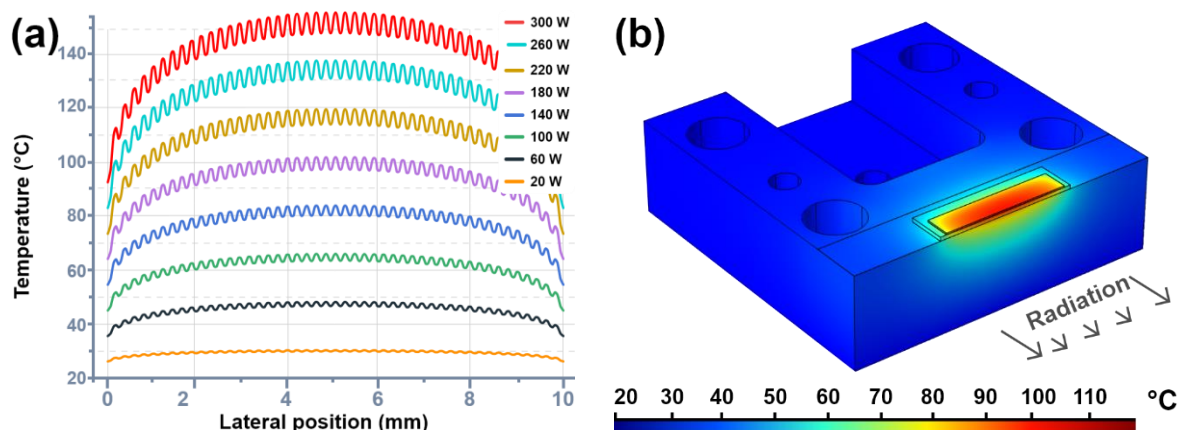 (a)
300 W
260 W
220 W
180 W
140 W
100 W
60 W
20 W
Temperature (°C)
140
120
100
80
60
40
20
0 2 4 6 8 10
Lateral position (mm)
(b)
Radiation
20 30 40 50 60 70 80 90 100 110 °C